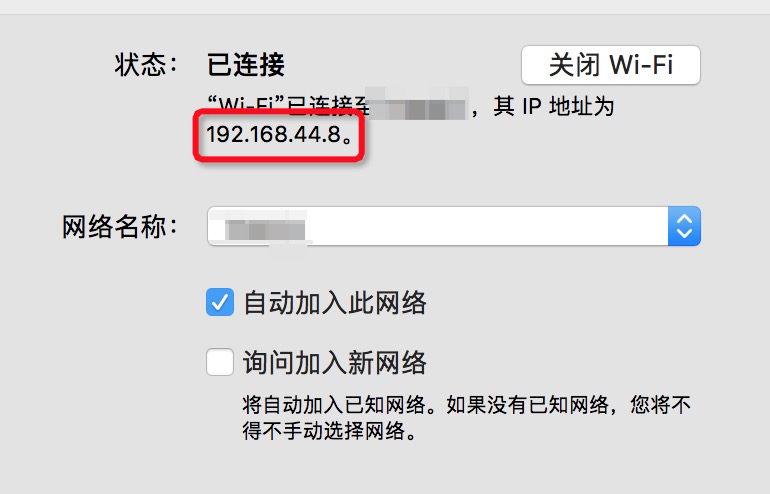 状态： 已连接 关闭 Wi-Fi
“Wi-Fi”已连接至 ，其 IP 地址为
192.168.44.8。
网络名称：
自动加入此网络
询问加入新网络
将自动加入已知网络。如果没有已知网络，您将不
得不手动选择网络。